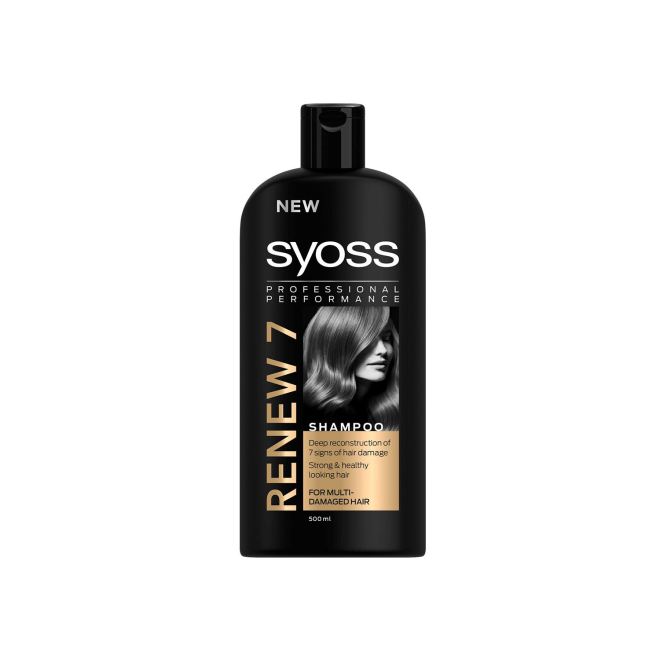 NEW
syoss
PROFESSIONAL
PERFORMANCE
RENEW 7
SHAMPOO
Deep reconstruction of
7 signs of hair damage
Strong & healthy
looking hair
FOR MULTI-
DAMAGED HAIR
500 ml